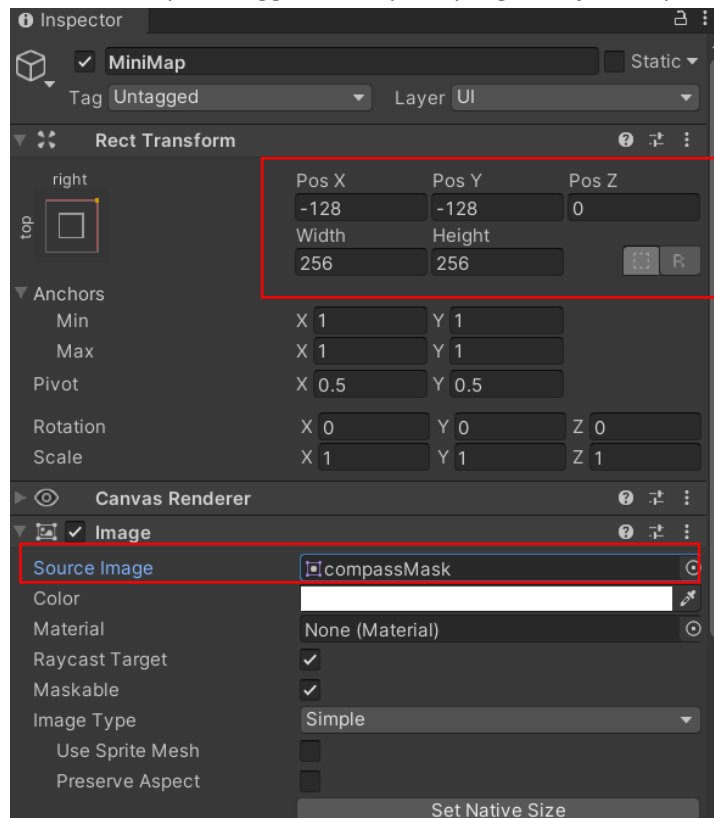 Inspector
MiniMap Static
Tag Untagged Layer UI
Rect Transform
right
top
Pos X Pos Y Pos Z
-128 -128 0
Width Height
256 256
R
Anchors
Min X 1 Y 1
Max X 1 Y 1
Pivot X 0.5 Y 0.5
Rotation X 0 Y 0 Z 0
Scale X 1 Y 1 Z 1
Canvas Renderer
Image
Source Image compassMask
Color
Material None (Material)
Raycast Target
Maskable
Image Type Simple
Use Sprite Mesh
Preserve Aspect
Set Native Size